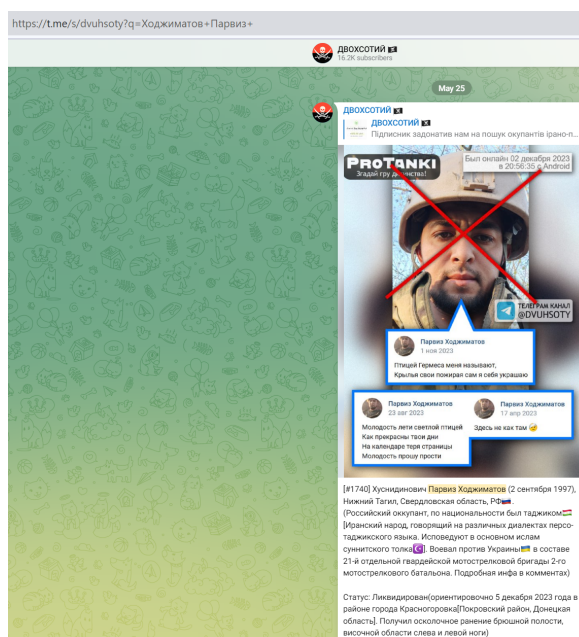 https://t.me/s/dvuhsoty?q=Ходжиматов+Парвиз+
ДВОХСОТИЙ
16.2K subscribers
May 25
ДВОХСОТИЙ
ДВОХСОТИЙ
Підписник задонатив нам на пошук окупантів ірано-п...
PROTANKI
Згадай гру дитинства!
Был онлайн 02 декабря 2023
в 20:56:35 с Android
ТЕЛЕГРАМ КАНАЛ
@DVUHSOTY
Парвиз Ходжиматов
1 ноя 2023
Птицей Гермеса меня называют,
Крылья свои пожирая сам я себя украшаю
Парвиз Ходжиматов
23 авг 2023
Молодость лети светлой птицей
Как прекрасны твои дни
На календаре теря страницы
Молодость прошу прости
Парвиз Ходжиматов
17 апр 2023
Здесь не как там 🤕
[#1740] Хуснидинович Парвиз Ходжиматов (2 сентября 1997),
Нижний Тагил, Свердловская область, РФ🇷🇺.
(Российский оккупант, по национальности был таджиком🇹🇯
[Иранский народ, говорящий на различных диалектах персо-
таджикского языка. Исповедуют в основном ислам
суннитского толка☪️]. Воевал против Украины🇺🇦 в составе
21-й отдельной гвардейской мотострелковой бригады 2-го
мотострелкового батальона. Подробная инфа в комментах)
Статус: Ликвидирован(ориентировочно 5 декабря 2023 года в
районе города Красногоровка[Покровский район, Донецкая
область]. Получил осколочное ранение брюшной полости,
височной области слева и левой ноги)